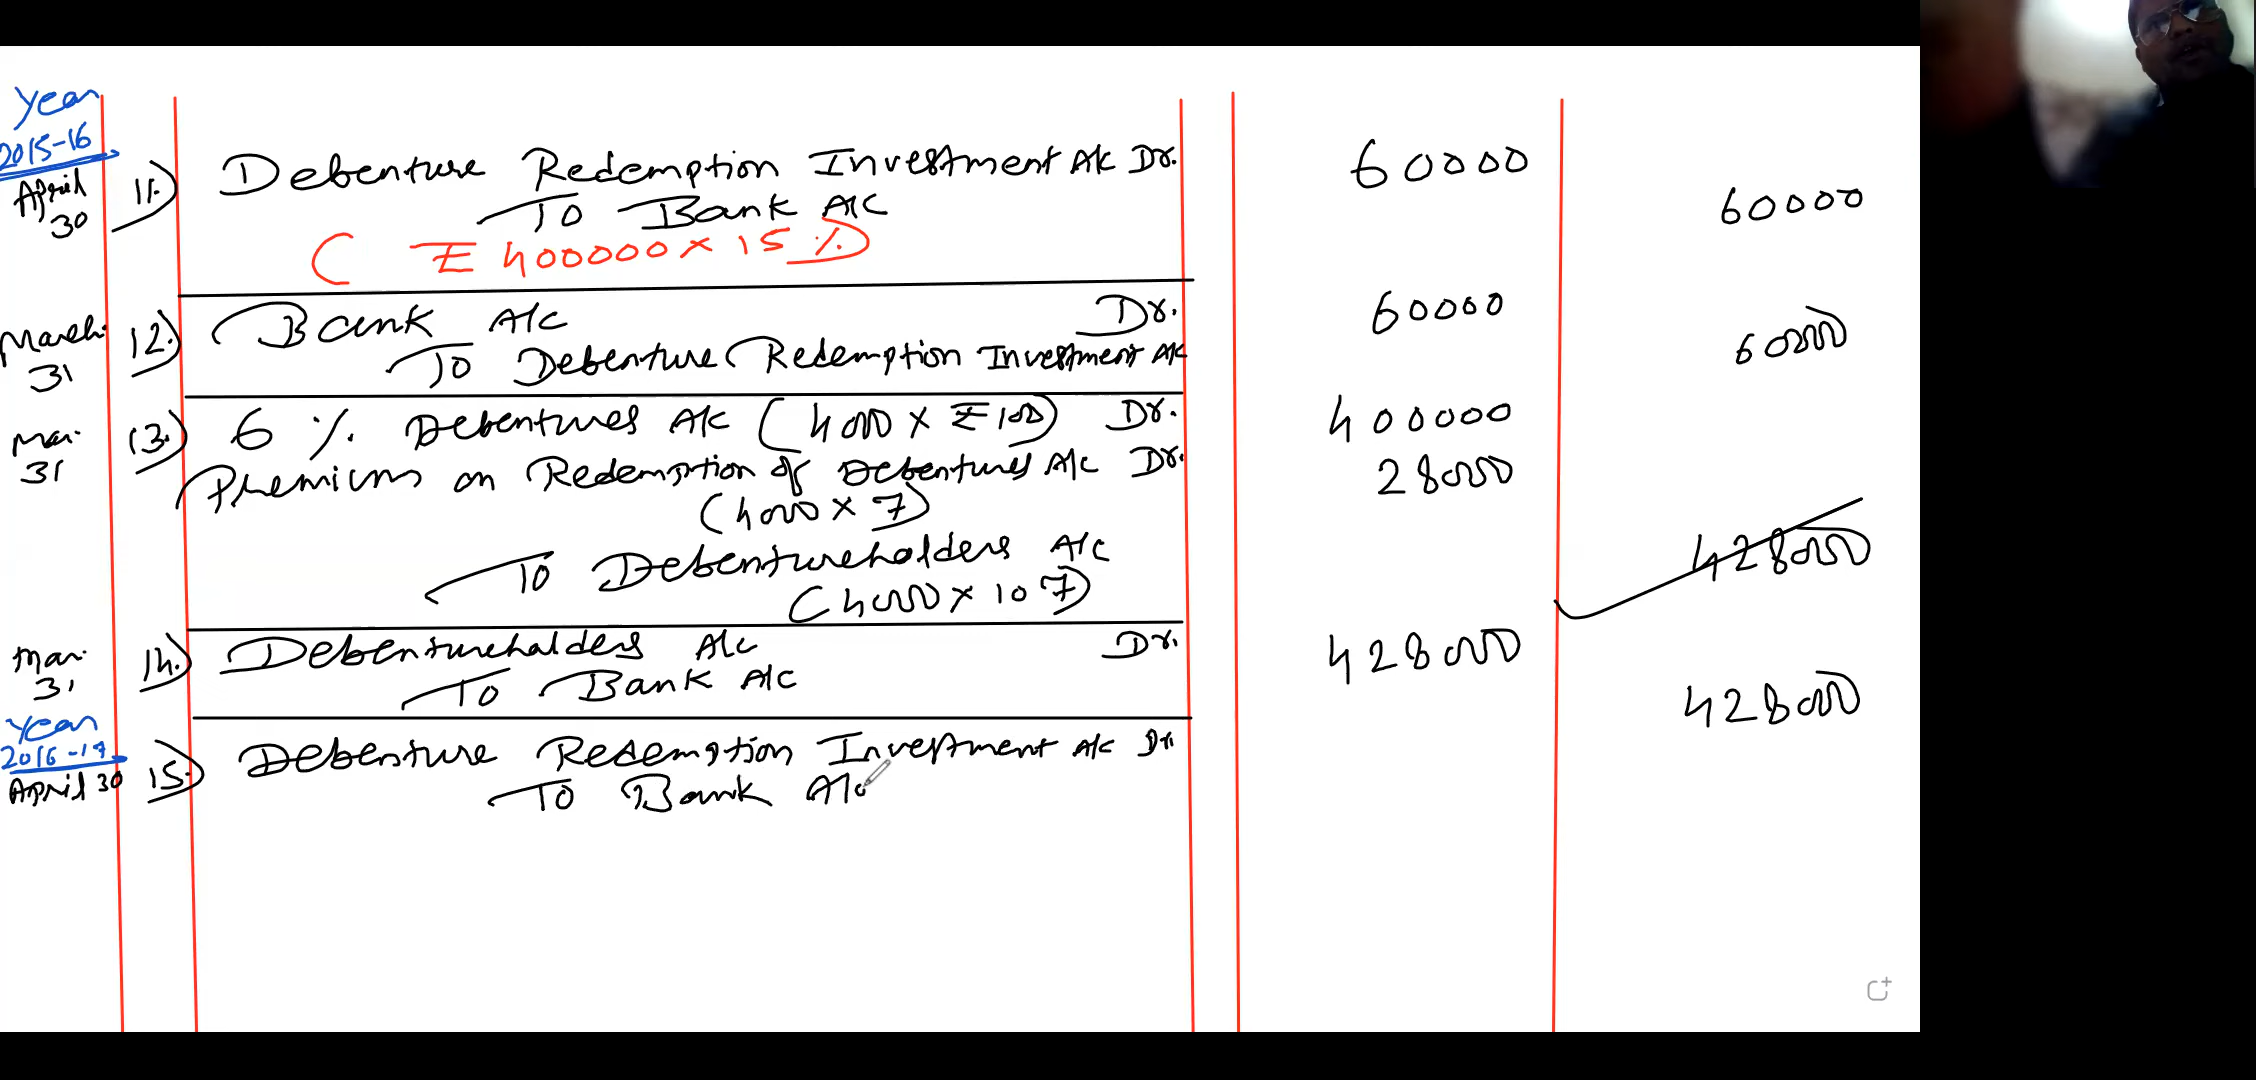 Year
2015-16
April 30 11.) Debenture Redemption Investment A/c Dr. 60000
To Bank A/c 60000
( ₹ 400000 × 15 %)
March 31 12.) Bank A/c Dr. 60000
To Debenture Redemption Investment A/c 60000
Mar. 31 13.) 6 % Debentures A/c (4000 × ₹ 100) Dr. 400000
Premium on Redemption of Debentures A/c Dr. 28000
(4000 × 7)
To Debentureholders A/c 428000
(4000 × 107)
Mar. 31 14.) Debentureholders A/c Dr. 428000
To Bank A/c 428000
Year
2016-17
April 30 15.) Debenture Redemption Investment A/c Dr.
To Bank A/c